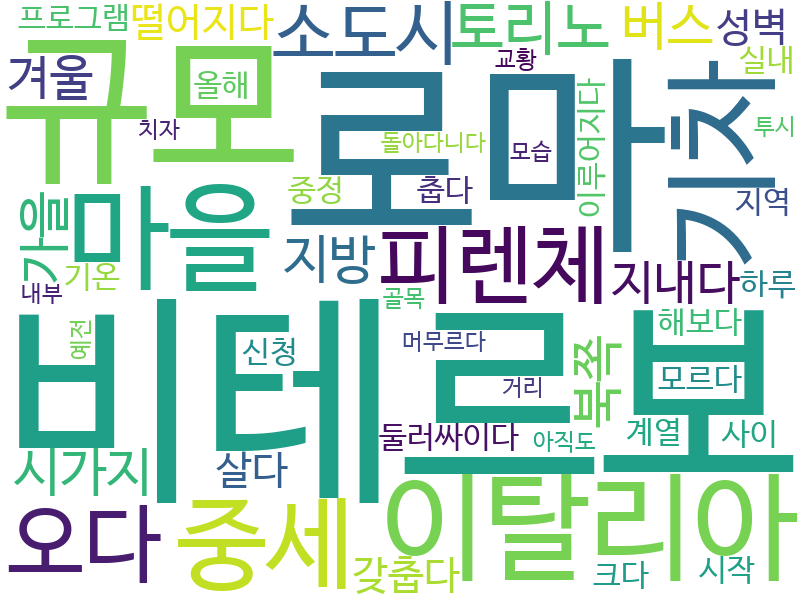 프로그램 떨어지다 소도시 토리노 버스 성벽
겨울 규모 올해 로마 교황 실내
치자 돌아다니다 모습 이루어지다 기차 투시
가을 마을 중정 춥다 지역
기온 지방 피렌체 지내다 하루
내부 골목
비테르보 예전 신청 머무르다 해보다
거리 북쪽 모르다
시가지 살다 둘러싸이다 아직도 계열 사이
오다 중세 이탈리아
갖춥다 크다 시작